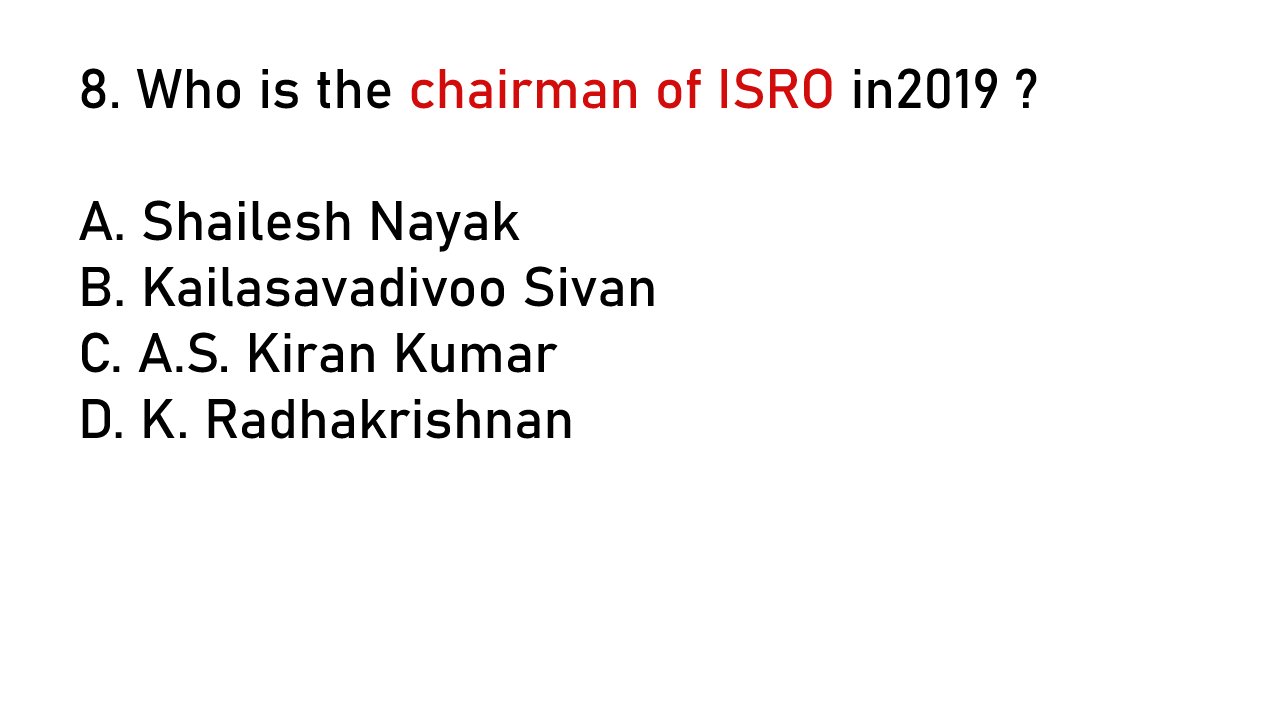 8. Who is the chairman of ISRO in2019 ?
A. Shailesh Nayak
B. Kailasavadivoo Sivan
C. A.S. Kiran Kumar
D. K. Radhakrishnan